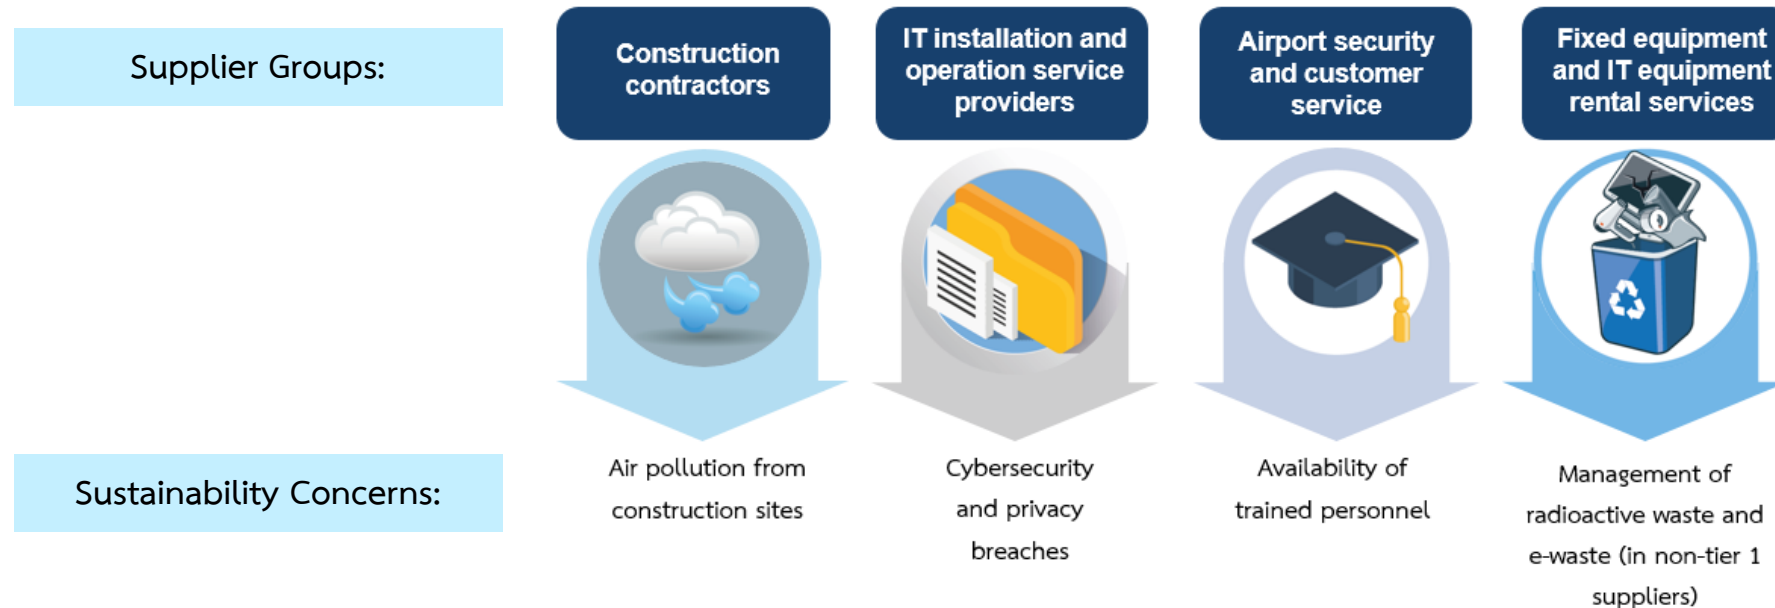 Supplier Groups:
Construction
contractors
IT installation and
operation service
providers
Airport security
and customer
service
Fixed equipment
and IT equipment
rental services
Sustainability Concerns:
Air pollution from
construction sites
Cybersecurity
and privacy
breaches
Availability of
trained personnel
Management of
radioactive waste and
e-waste (in non-tier 1
suppliers)